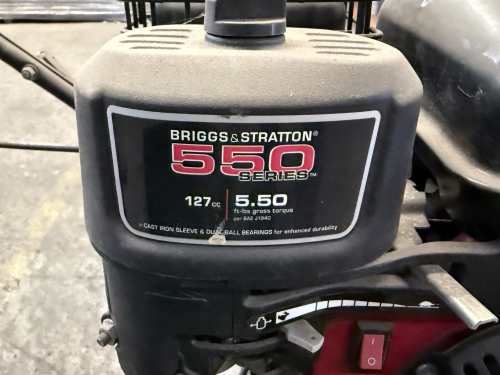 BRIGGS & STRATTON®
550
SERIES™
127cc 5.50
ft-lbs gross torque
per SAE J1940
CAST IRON SLEEVE & DUAL BALL BEARINGS for enhanced durability